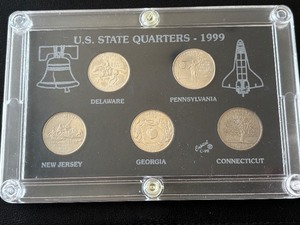 U.S. STATE QUARTERS - 1999
DELAWARE
PENNSYLVANIA
NEW JERSEY
GEORGIA
CONNECTICUT